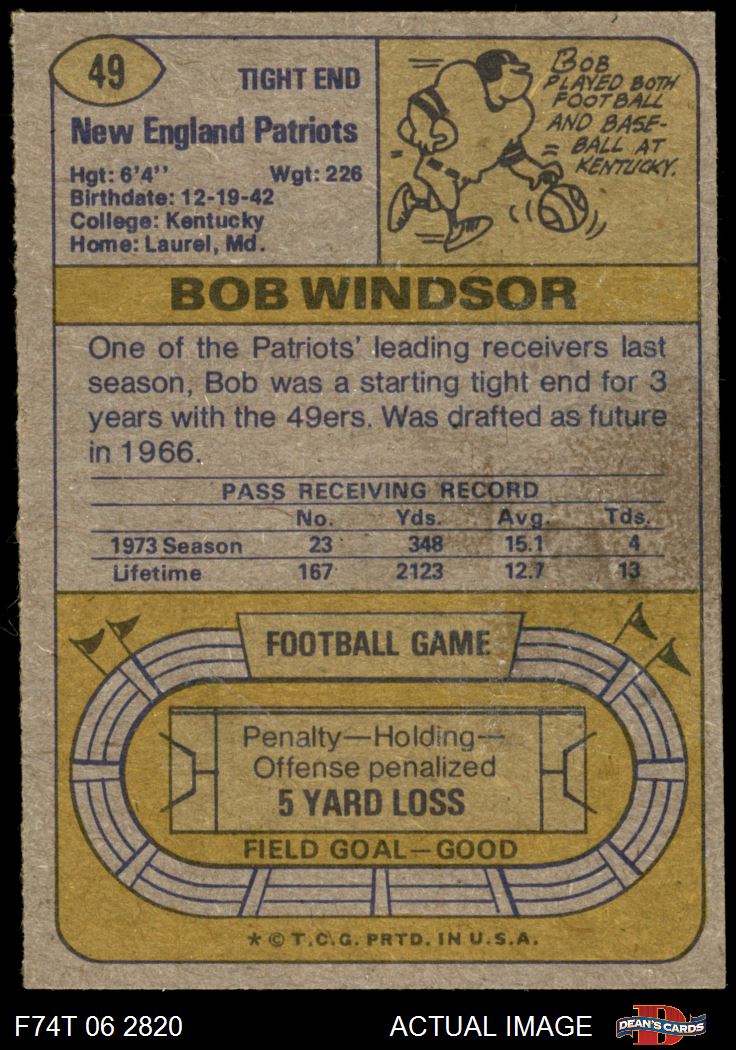 49
TIGHT END
New England Patriots
Hgt: 6'4'' Wgt: 226
Birthdate: 12-19-42
College: Kentucky
Home: Laurel, Md.
BOB
PLAYED BOTH
FOOTBALL
AND BASE-
BALL AT
KENTUCKY.
BOB WINDSOR
One of the Patriots' leading receivers last
season, Bob was a starting tight end for 3
years with the 49ers. Was drafted as future
in 1966.
PASS RECEIVING RECORD
No. Yds. Avg. Tds.
1973 Season 23 348 15.1 4
Lifetime 167 2123 12.7 13
FOOTBALL GAME
Penalty—Holding—
Offense penalized
5 YARD LOSS
FIELD GOAL—GOOD
* © T.C.G. PRTD. IN U.S.A.
F74T 06 2820 ACTUAL IMAGE
D
DEAN'S CARDS